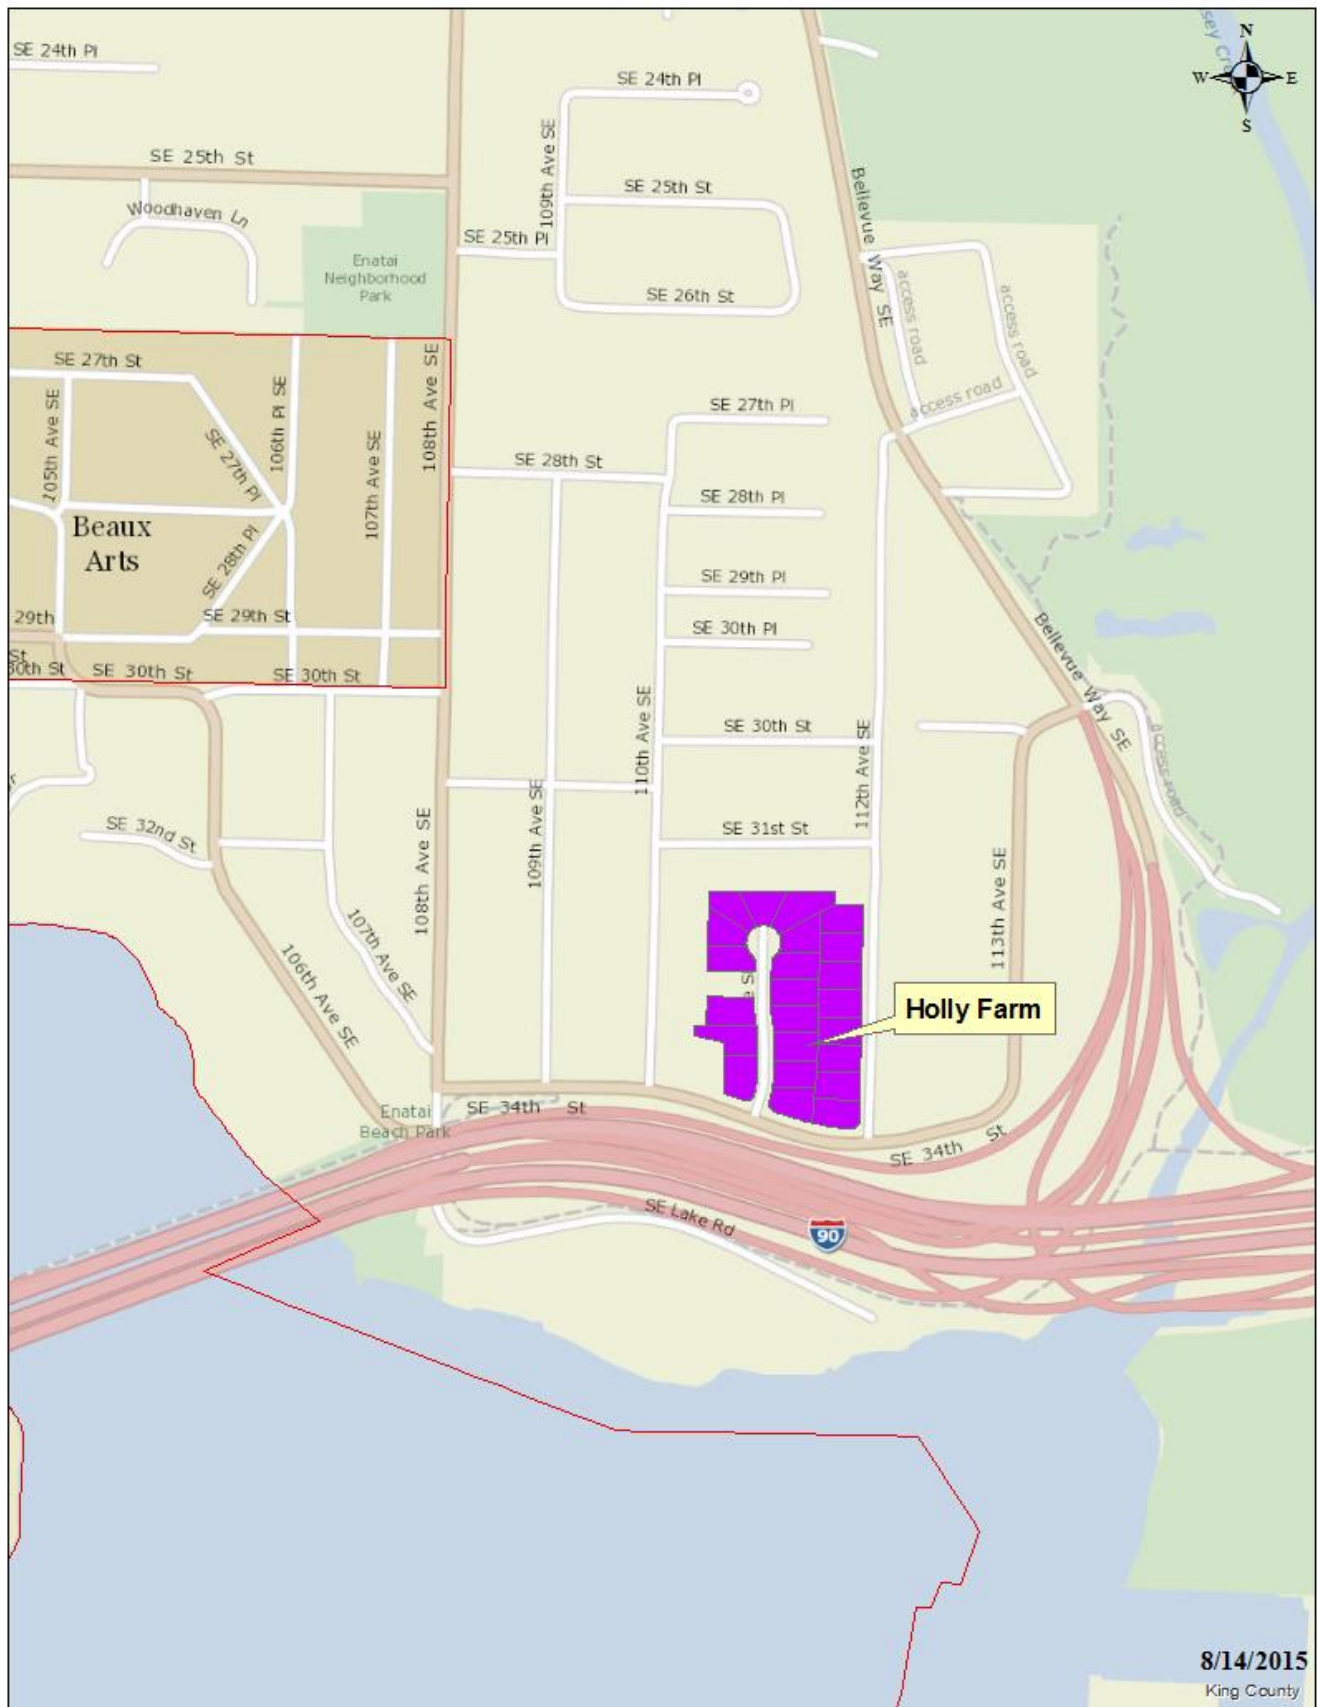 SE 24th Pl
SE 24th Pl
sey Cr
N
W
E
S
SE 25th St
109th Ave SE
SE 25th St
Bellevue Way SE
Woodhaven Ln
SE 25th Pl
Enatai
Neighborhood
Park
SE 26th St
access road
access road
access road
SE 27th St
105th Ave SE
SE 27th Pl
106th Pl SE
107th Ave SE
108th Ave SE
SE 27th Pl
SE 28th St
SE 28th Pl
Beaux
Arts
SE 28th Pl
SE 29th Pl
29th
St
SE 29th St
SE 30th Pl
Bellevue Way SE
30th St
SE 30th St
SE 30th St
110th Ave SE
SE 30th St
112th Ave SE
access road
109th Ave SE
SE 32nd St
108th Ave SE
SE 31st St
113th Ave SE
107th Ave SE
106th Ave SE
Holly Farm
Enatai
Beach Park
SE 34th St
SE 34th St
SE Lake Rd
90
8/14/2015
King County